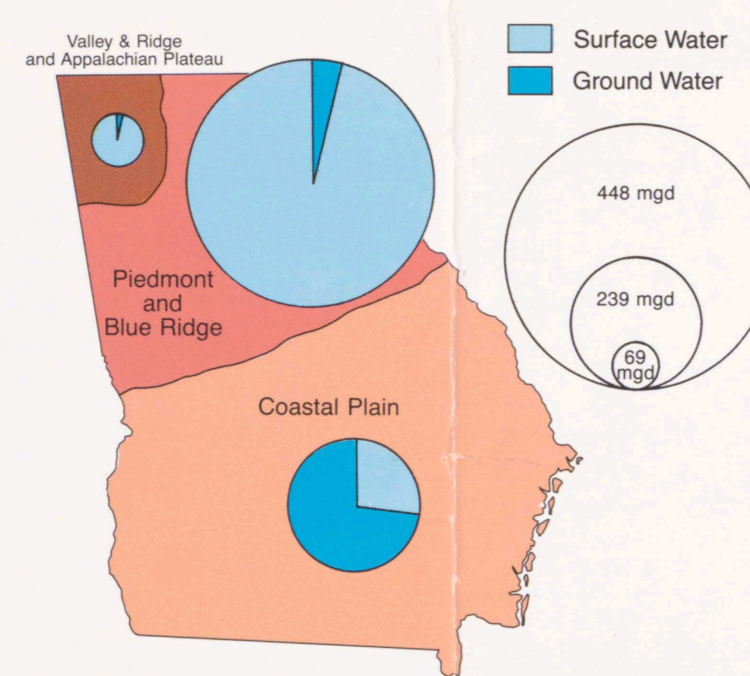 Valley & Ridge
and Appalachian Plateau
Surface Water
Ground Water
448 mgd
239 mgd
69
mgd
Piedmont
and
Blue Ridge
Coastal Plain